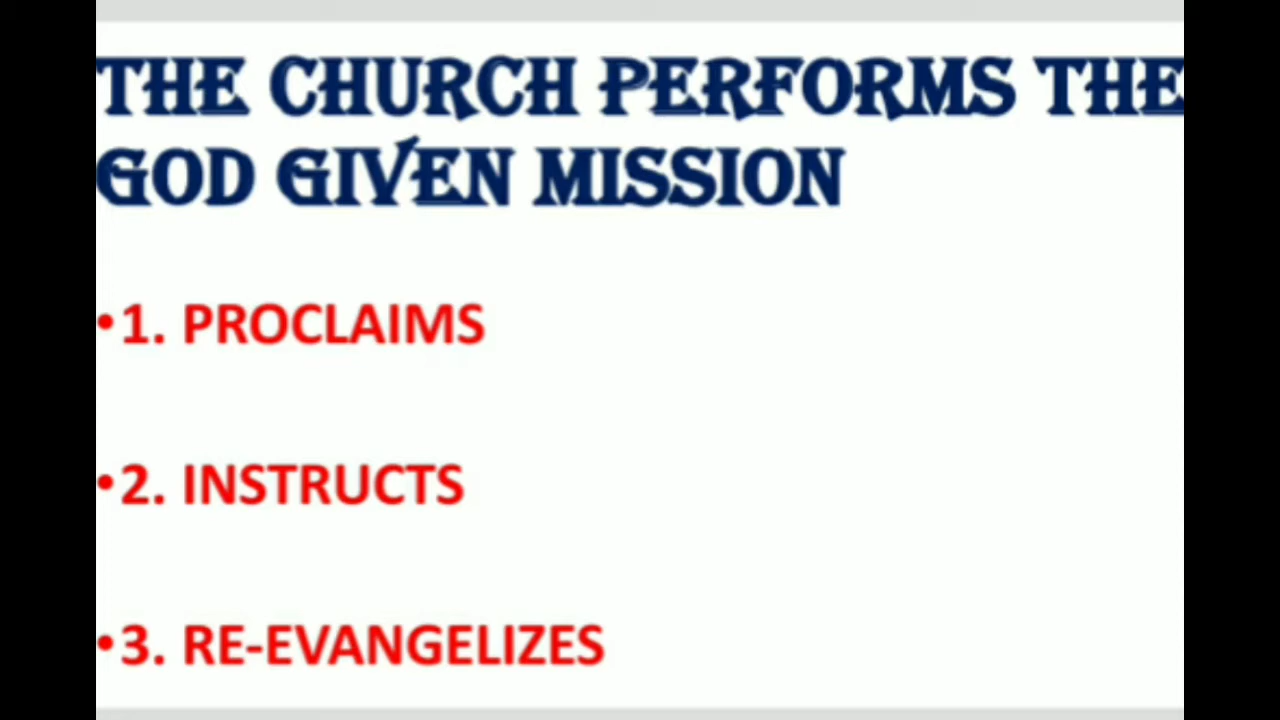 THE CHURCH PERFORMS THE
GOD GIVEN MISSION
•1. PROCLAIMS
•2. INSTRUCTS
•3. RE-EVANGELIZES